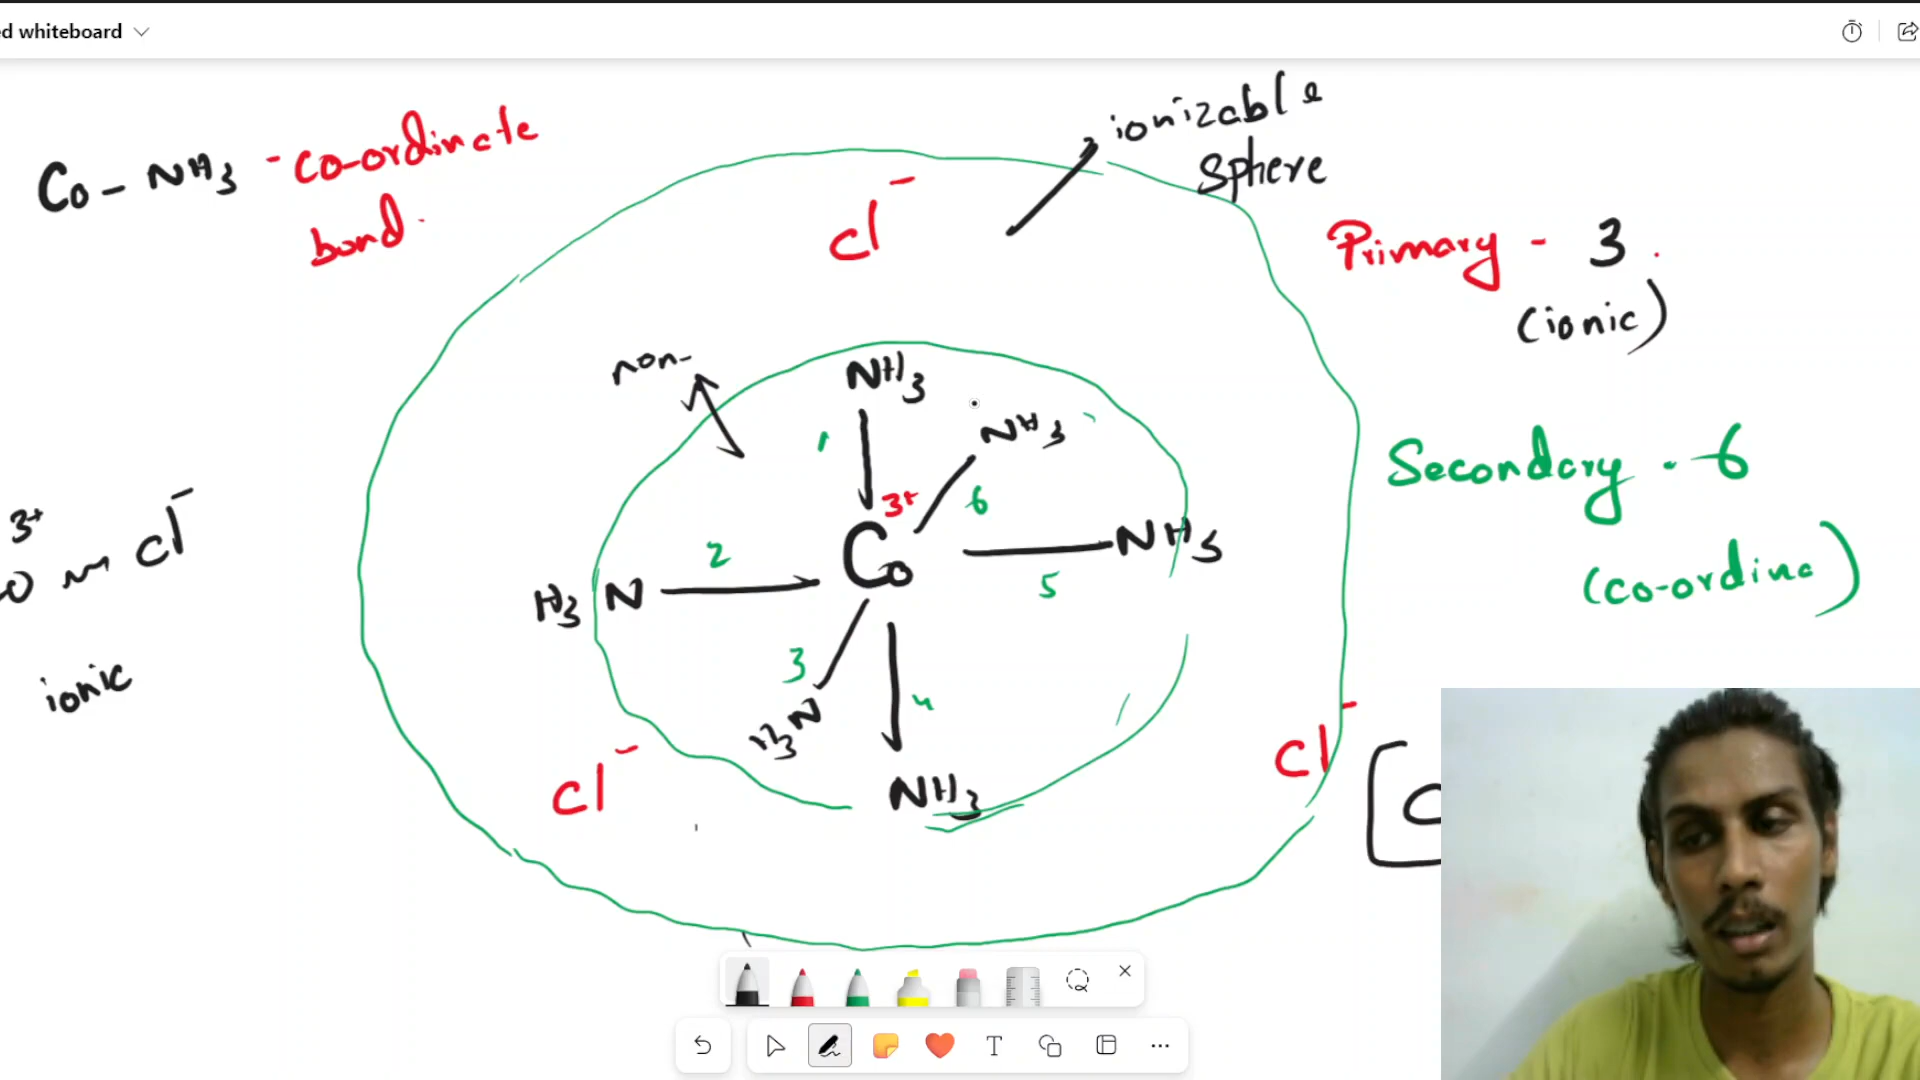 d whiteboard
Co - NH3 - co-ordinate
bond.
ionizable
sphere
Cl-
Primary - 3.
(ionic)
non-
NH3
NH3
1
3+
6
Secondary - 6
3+
Cl-
Co
NH3
2
5
H3N
(co-ordina)
3
4
ionic
H3N
Cl-
Cl-
NH3
[C
T